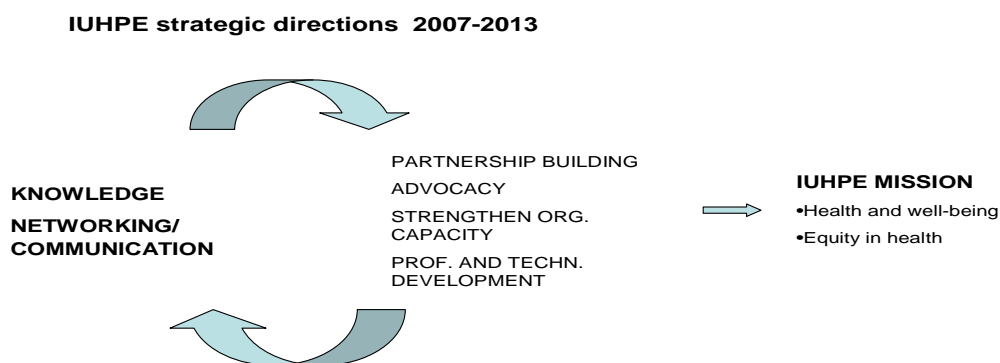 IUHPE strategic directions 2007-2013
KNOWLEDGE
NETWORKING/
COMMUNICATION
PARTNERSHIP BUILDING
ADVOCACY
STRENGTHEN ORG.
CAPACITY
PROF. AND TECHN.
DEVELOPMENT
IUHPE MISSION
•Health and well-being
•Equity in health